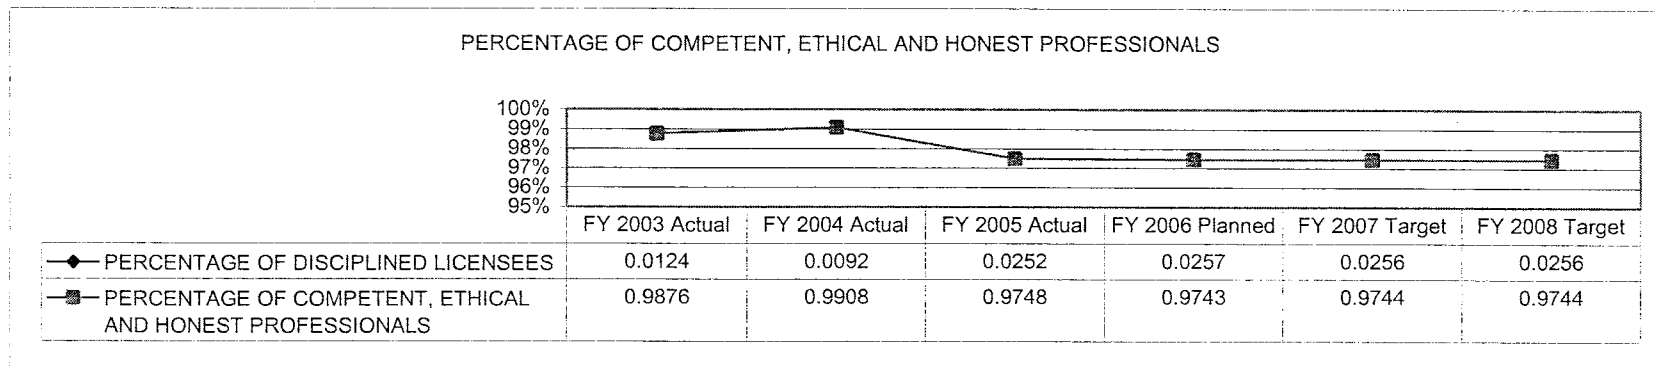 PERCENTAGE OF COMPETENT, ETHICAL AND HONEST PROFESSIONALS
100%
99%
98%
97%
96%
95%
FY 2003 Actual FY 2004 Actual FY 2005 Actual FY 2006 Planned FY 2007 Target FY 2008 Target
PERCENTAGE OF DISCIPLINED LICENSEES 0.0124 0.0092 0.0252 0.0257 0.0256 0.0256
PERCENTAGE OF COMPETENT, ETHICAL 0.9876 0.9908 0.9748 0.9743 0.9744 0.9744
AND HONEST PROFESSIONALS